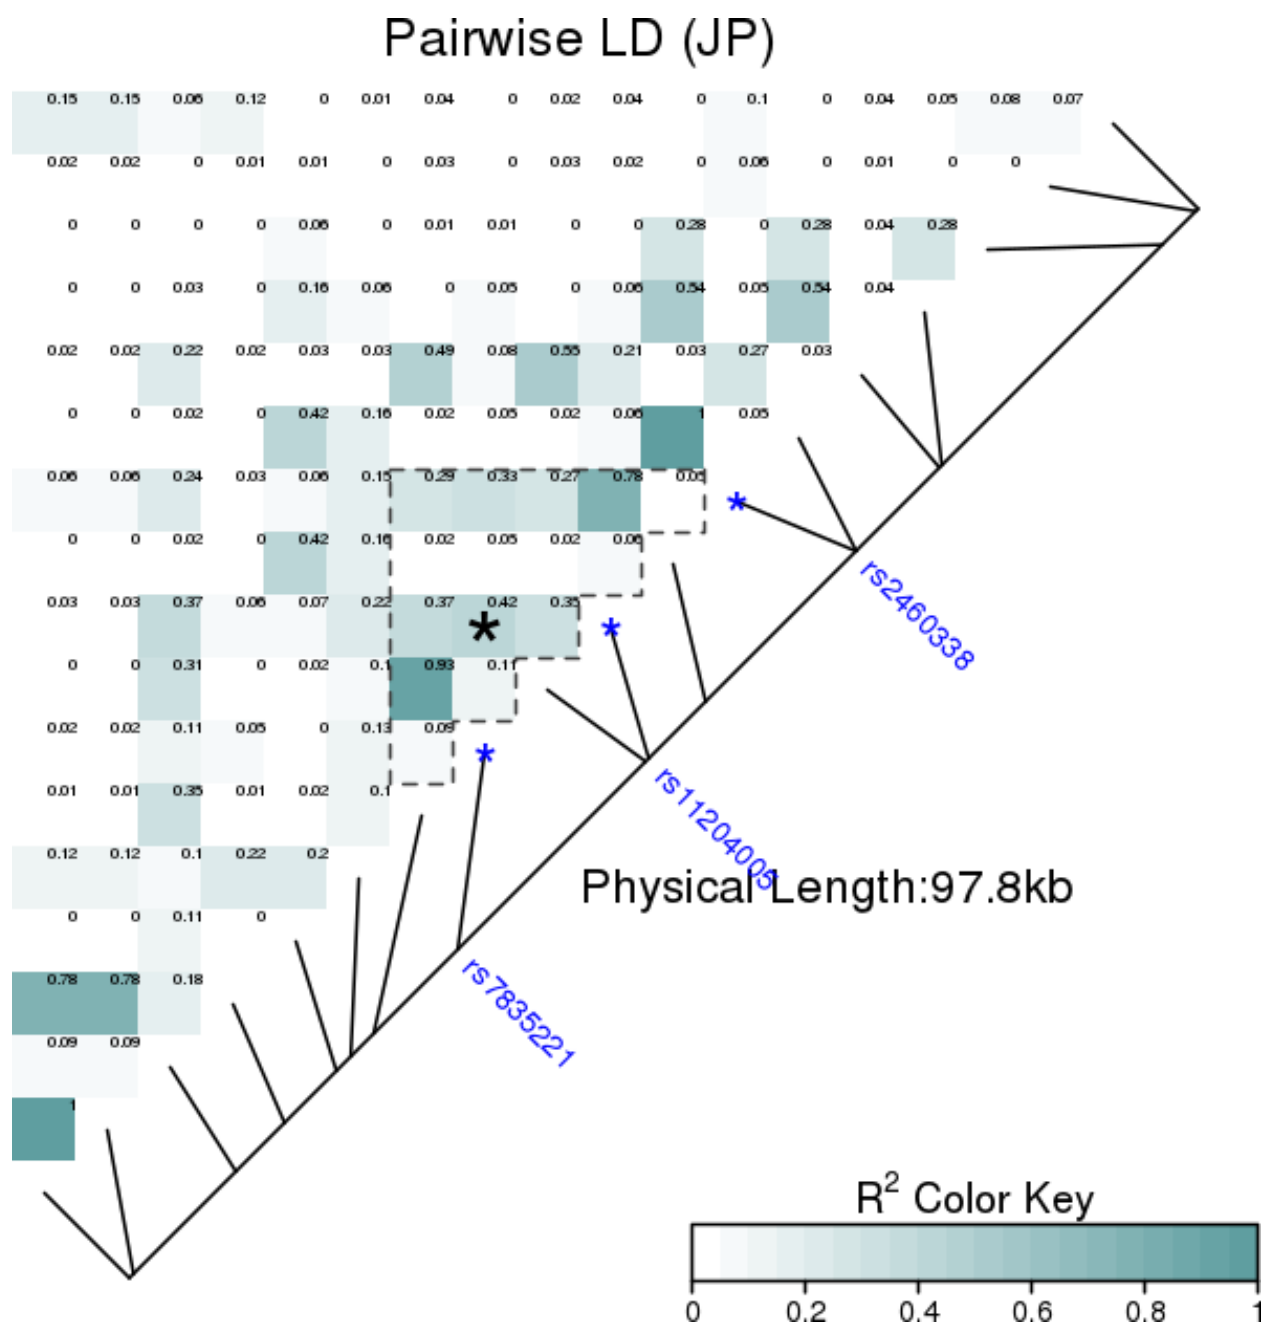 Pairwise LD (JP)
0.15 0.15 0.06 0.12 0 0.01 0.04 0 0.02 0.04 0 0.1 0 0.04 0.05 0.08 0.07
0.02 0.02 0 0.01 0.01 0 0.03 0 0.03 0.02 0 0.06 0 0.01 0 0
0 0 0 0 0.06 0 0.01 0.01 0 0 0.28 0 0.28 0.04 0.28
0 0 0.03 0 0.16 0.06 0 0.05 0 0.06 0.54 0.05 0.54 0.04
0.02 0.02 0.22 0.02 0.03 0.03 0.49 0.08 0.55 0.21 0.03 0.27 0.03
0 0 0.02 0 0.42 0.16 0.02 0.05 0.02 0.06 1 0.05
0.06 0.06 0.24 0.03 0.06 0.15 0.29 0.33 0.27 0.78 0.05
*
0 0 0.02 0 0.42 0.16 0.02 0.05 0.02 0.06
rs2460338
0.03 0.03 0.37 0.06 0.07 0.22 0.37 0.42 0.35
* *
0 0 0.31 0 0.02 0.1 0.93 0.11
0.02 0.02 0.11 0.05 0 0.13 0.09
*
rs11204005
0.01 0.01 0.35 0.01 0.02 0.1
0.12 0.12 0.1 0.22 0.2
Physical Length:97.8kb
0 0 0.11 0
rs7835221
0.78 0.78 0.18
0.09 0.09
1
R² Color Key
0 0.2 0.4 0.6 0.8 1